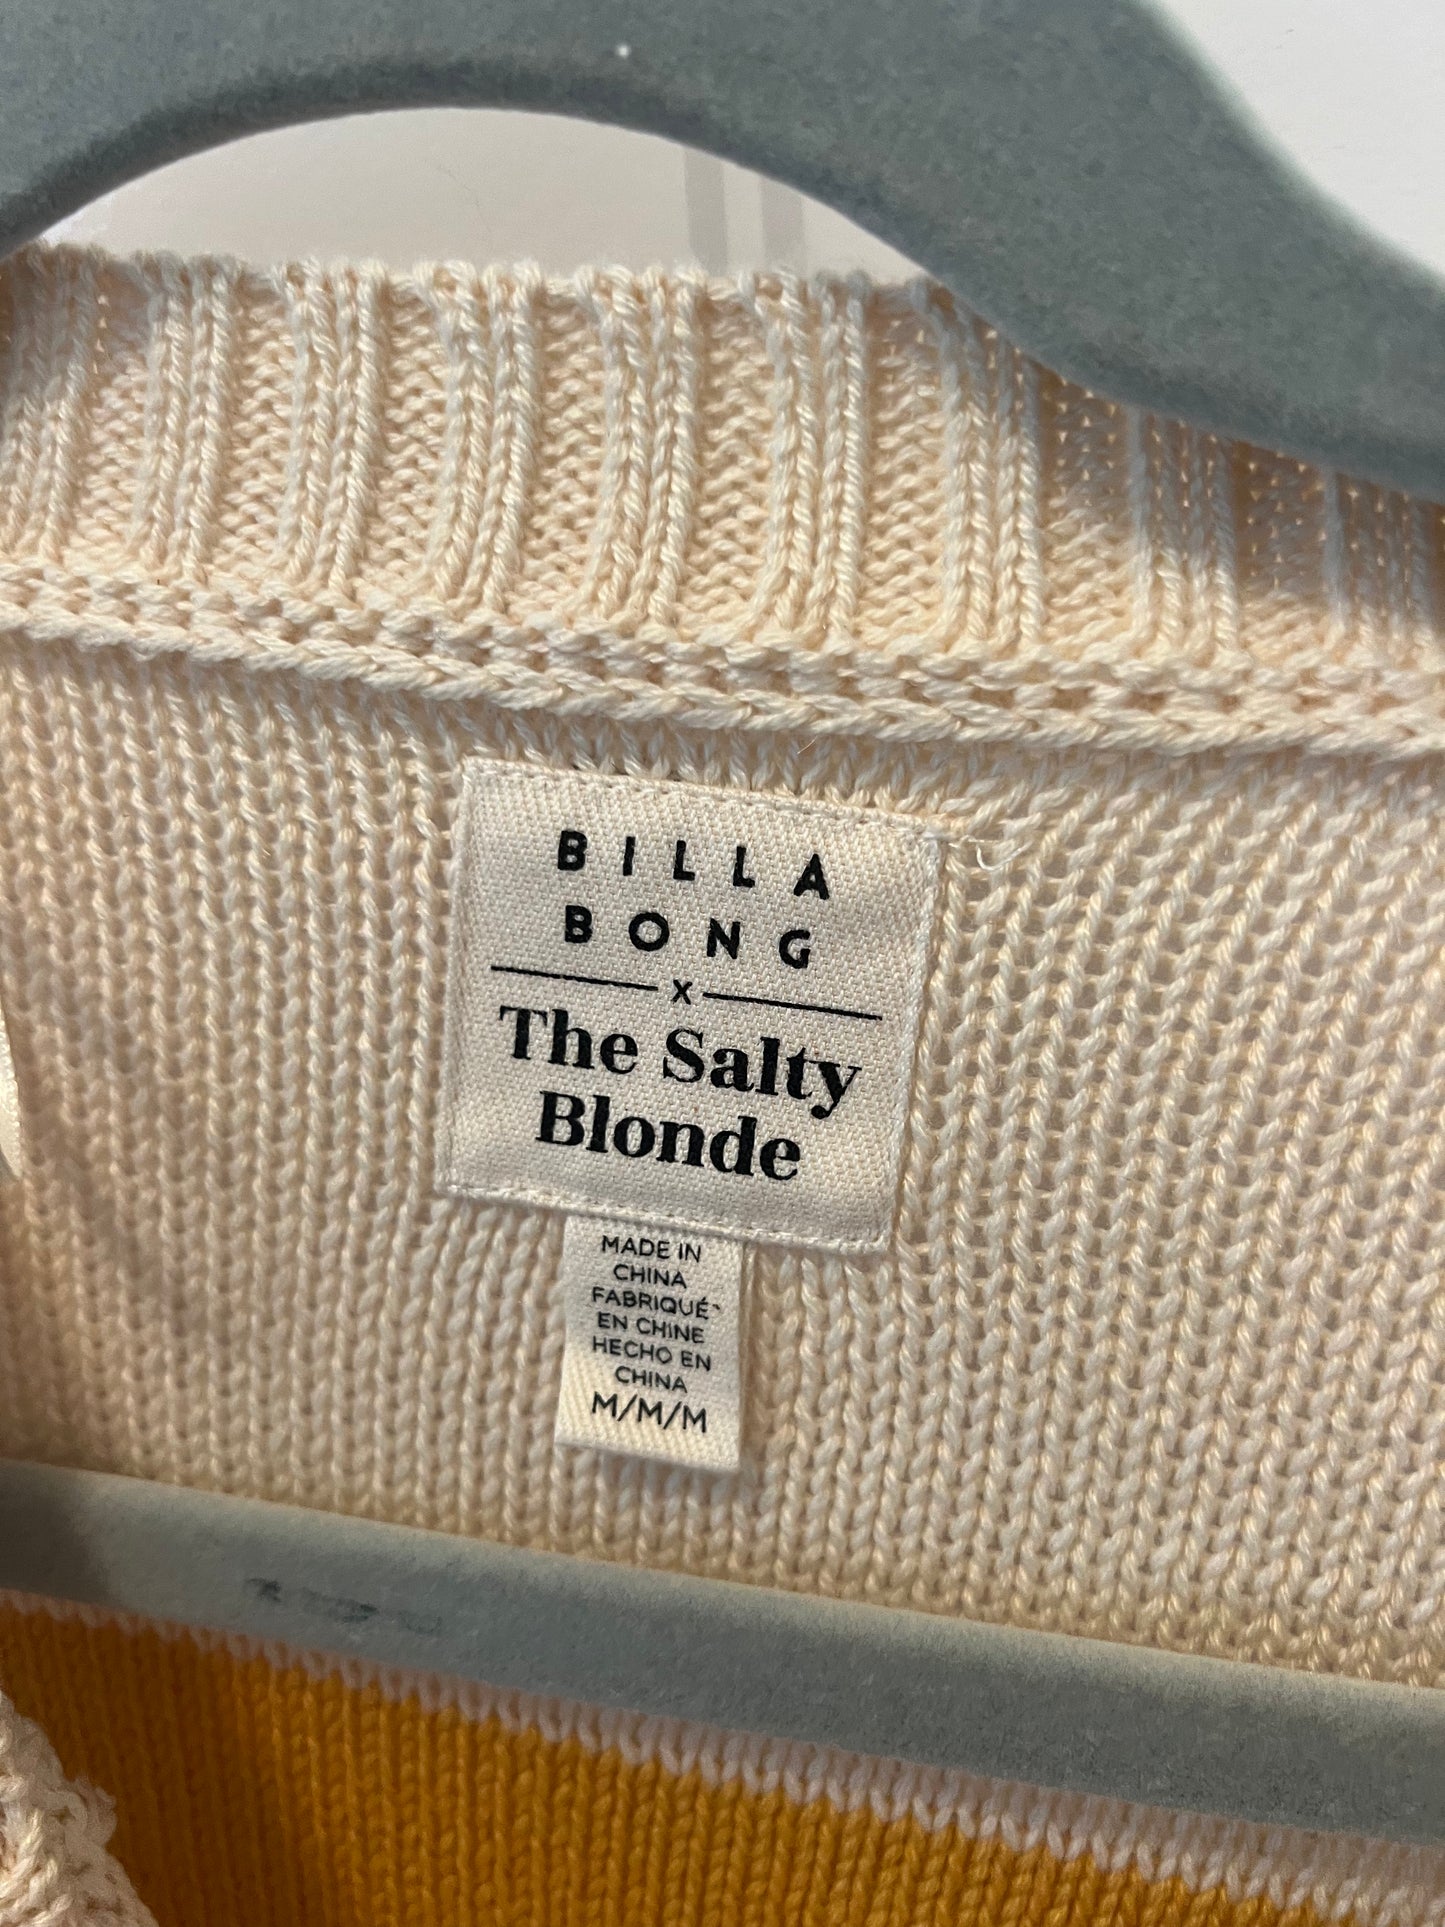 BILLA
BONG
x
The Salty
Blonde
MADE IN
CHINA
FABRIQUÉ
EN CHINE
HECHO EN
CHINA
M/M/M